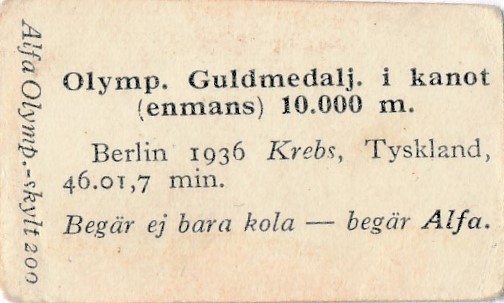 Alfa Olymp.-skylt 200
Olymp. Guldmedalj. i kanot
(enmans) 10.000 m.
Berlin 1936 Krebs, Tyskland,
46.01,7 min.
Begär ej bara kola — begär Alfa.